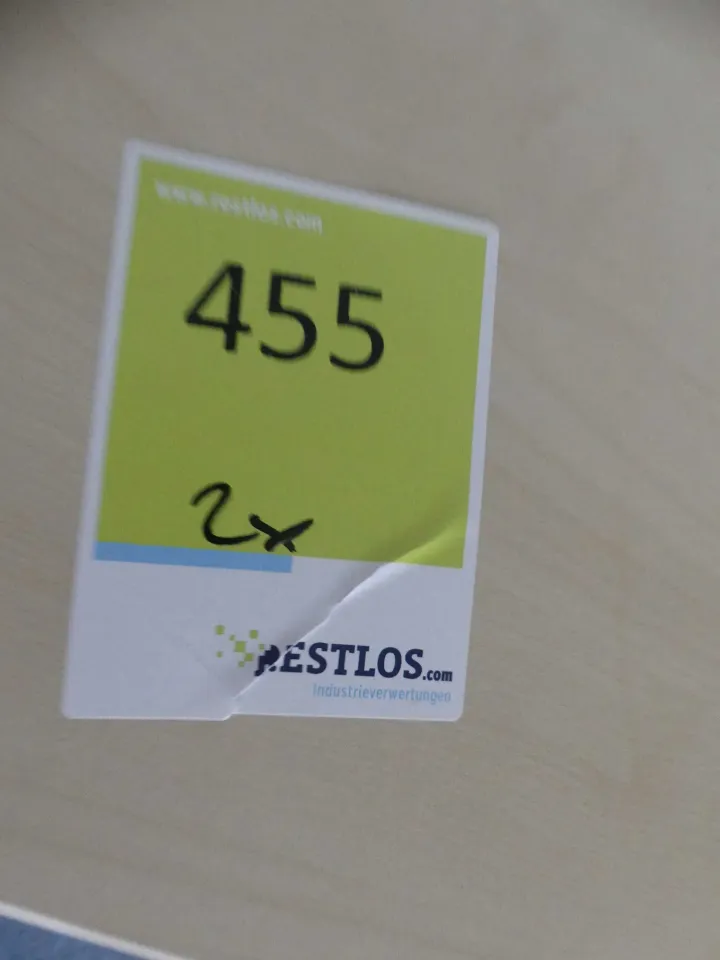 www.restlos.com
455
2x
RESTLOS.com
Industrieverwertungen